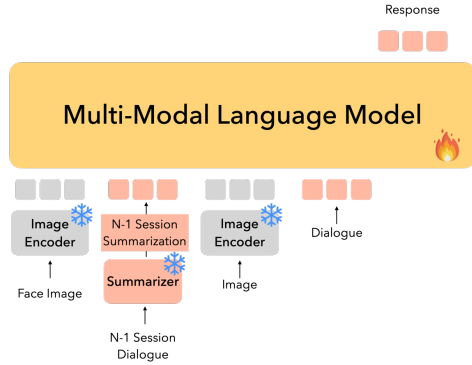 Response
Multi-Modal Language Model
Image
Encoder
N-1 Session
Summarization
Image
Encoder
Dialogue
Face Image
Summarizer
Image
N-1 Session
Dialogue